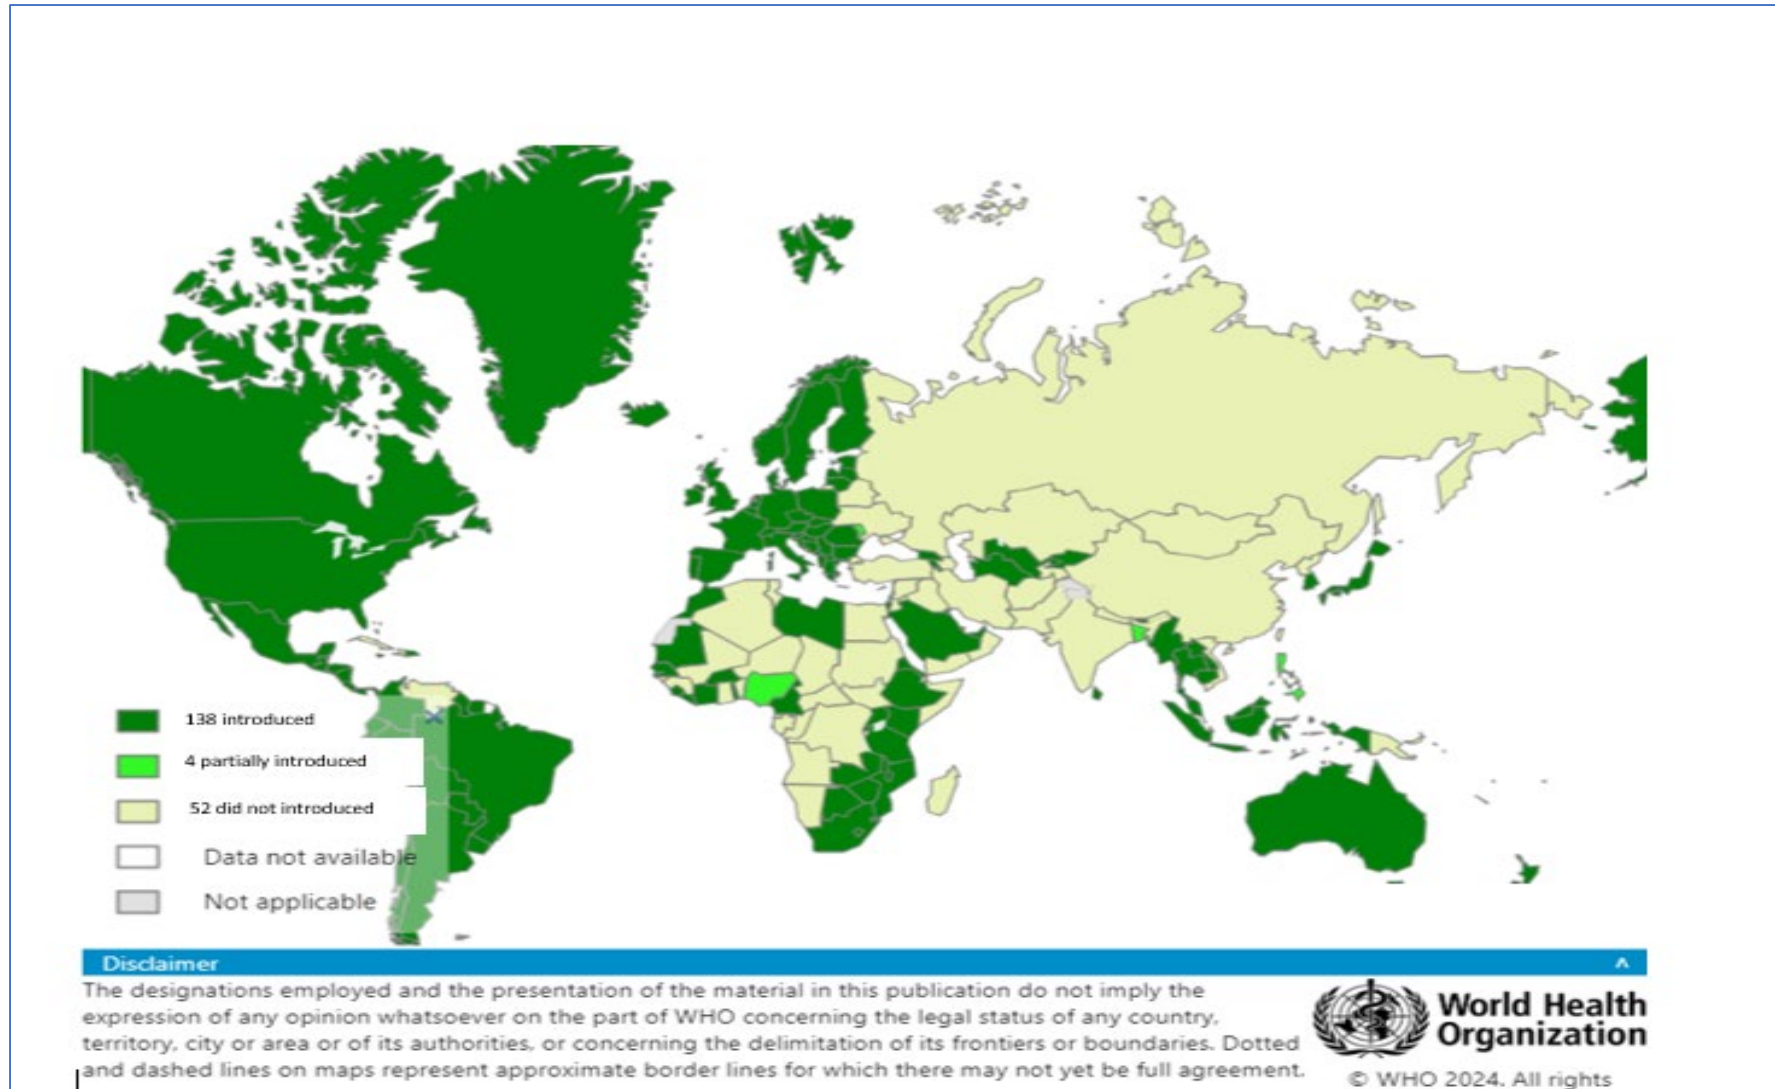 138 introduced
4 partially introduced
52 did not introduced
Data not available
Not applicable
Disclaimer
The designations employed and the presentation of the material in this publication do not imply the
expression of any opinion whatsoever on the part of WHO concerning the legal status of any country,
territory, city or area or of its authorities, or concerning the delimitation of its frontiers or boundaries. Dotted
and dashed lines on maps represent approximate border lines for which there may not yet be full agreement.
World Health
Organization
© WHO 2024. All rights